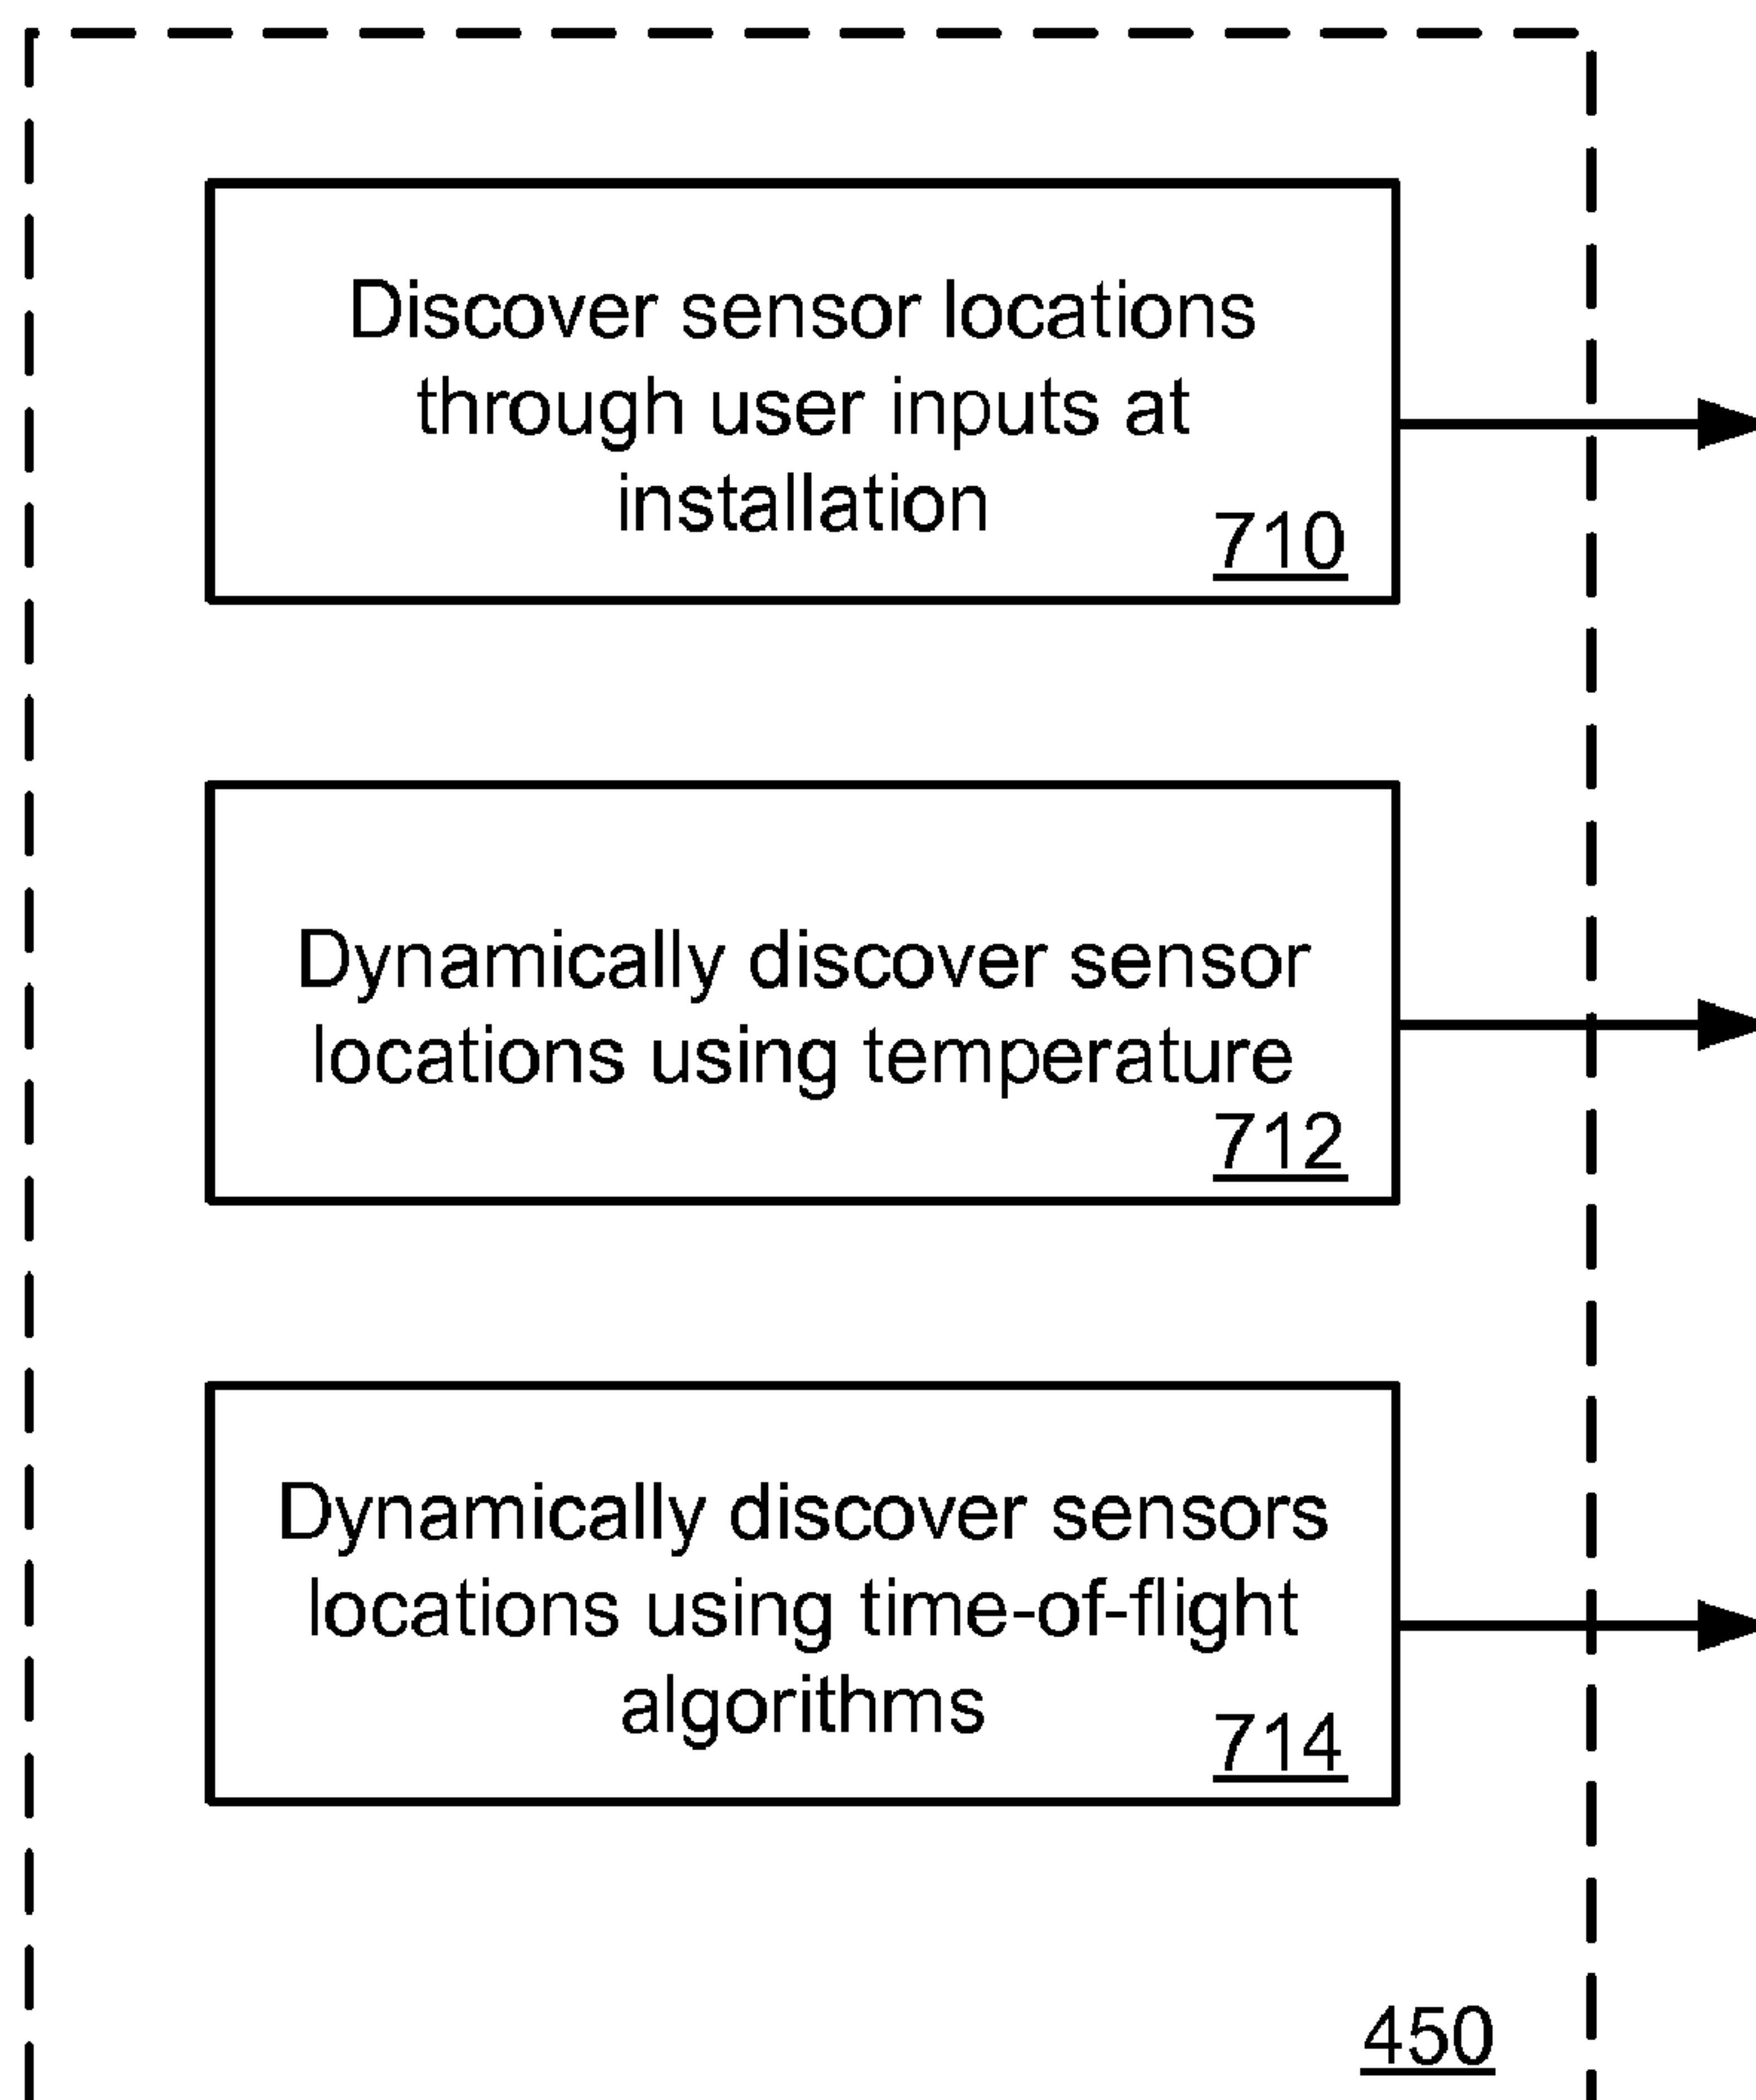 Discover sensor locations
through user inputs at
installation
710
Dynamically discover sensor
locations using temperature
712
Dynamically discover sensors
locations using time-of-flight
algorithms
714
450